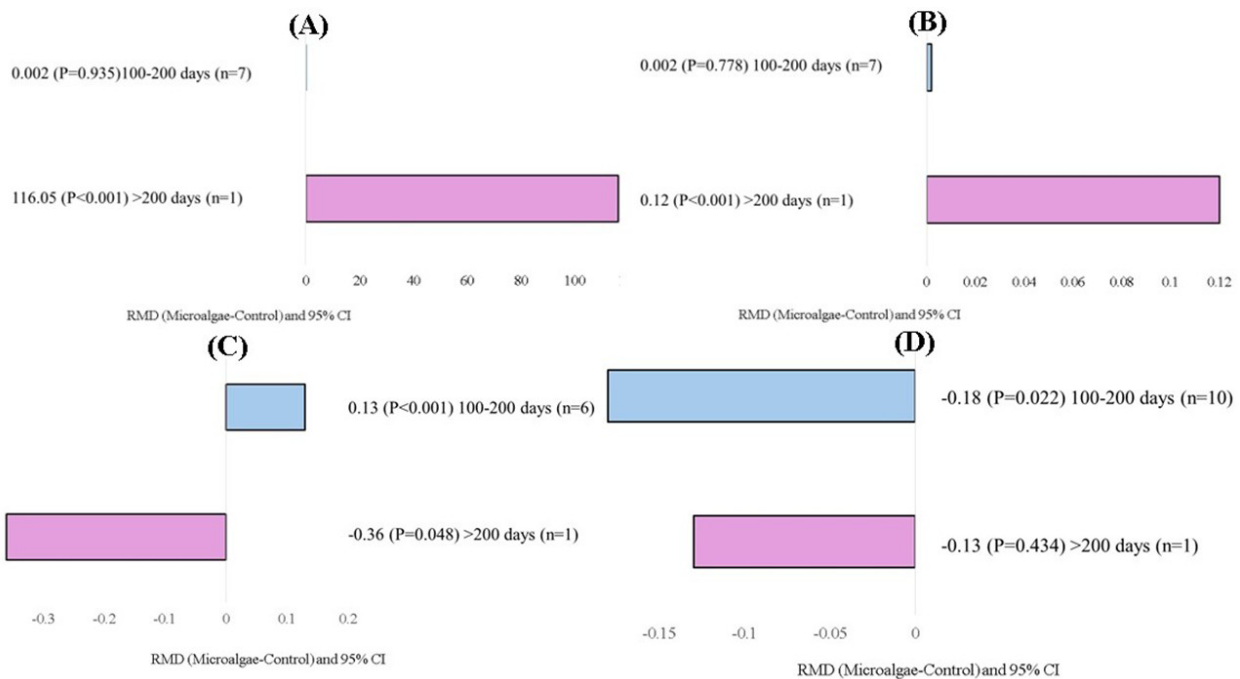 (A)
0.002 (P=0.935)100-200 days (n=7)
116.05 (P<0.001) >200 days (n=1)
0 20 40 60 80 100
RMD (Microalgae-Control) and 95% CI
(B)
0.002 (P=0.778) 100-200 days (n=7)
0.12 (P<0.001) >200 days (n=1)
0 0.02 0.04 0.06 0.08 0.1 0.12
RMD (Microalgae-Control) and 95% CI
(C)
0.13 (P<0.001) 100-200 days (n=6)
-0.36 (P=0.048) >200 days (n=1)
-0.3 -0.2 -0.1 0 0.1 0.2
RMD (Microalgae-Control) and 95% CI
(D)
-0.18 (P=0.022) 100-200 days (n=10)
-0.13 (P=0.434) >200 days (n=1)
-0.15 -0.1 -0.05 0
RMD (Microalgae-Control) and 95% CI